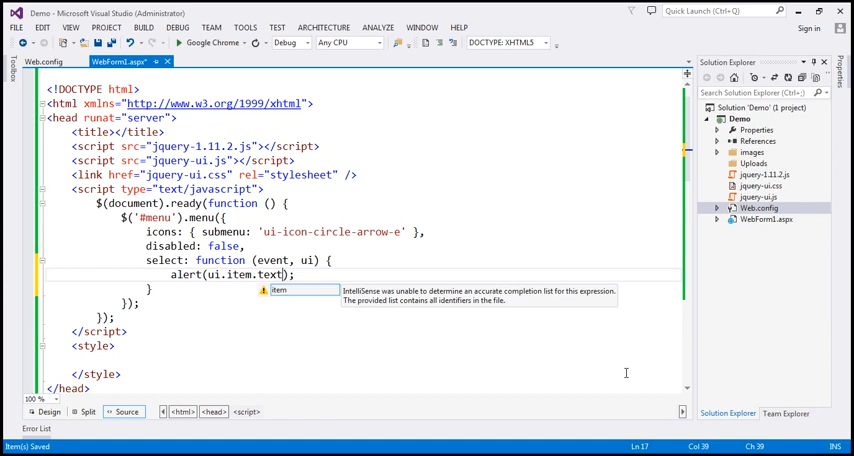 Demo - Microsoft Visual Studio (Administrator)
Quick Launch (Ctrl+Q)
FILE EDIT VIEW PROJECT BUILD DEBUG TEAM TOOLS TEST ARCHITECTURE ANALYZE WINDOW HELP
Sign in
Google Chrome Debug Any CPU DOCTYPE: XHTML5
Toolbox
Web.config WebForm1.aspx*
<!DOCTYPE html>
<html xmlns="http://www.w3.org/1999/xhtml">
<head runat="server">
<title></title>
<script src="jquery-1.11.2.js"></script>
<script src="jquery-ui.js"></script>
<link href="jquery-ui.css" rel="stylesheet" />
<script type="text/javascript">
$(document).ready(function () {
$('#menu').menu({
icons: { submenu: 'ui-icon-circle-arrow-e' },
disabled: false,
select: function (event, ui) {
alert(ui.item.text);
}
item
IntelliSense was unable to determine an accurate completion list for this expression.
The provided list contains all identifiers in the file.
});
});
</script>
<style>
</style>
</head>
100 %
Design Split Source <html> <head> <script>
Error List
Item(s) Saved
Ln 17 Col 39 Ch 39 INS
Solution Explorer
Search Solution Explorer (Ctrl+;)
Solution 'Demo' (1 project)
Demo
Properties
References
images
Uploads
jquery-1.11.2.js
jquery-ui.css
jquery-ui.js
Web.config
WebForm1.aspx
Solution Explorer Team Explorer
Properties